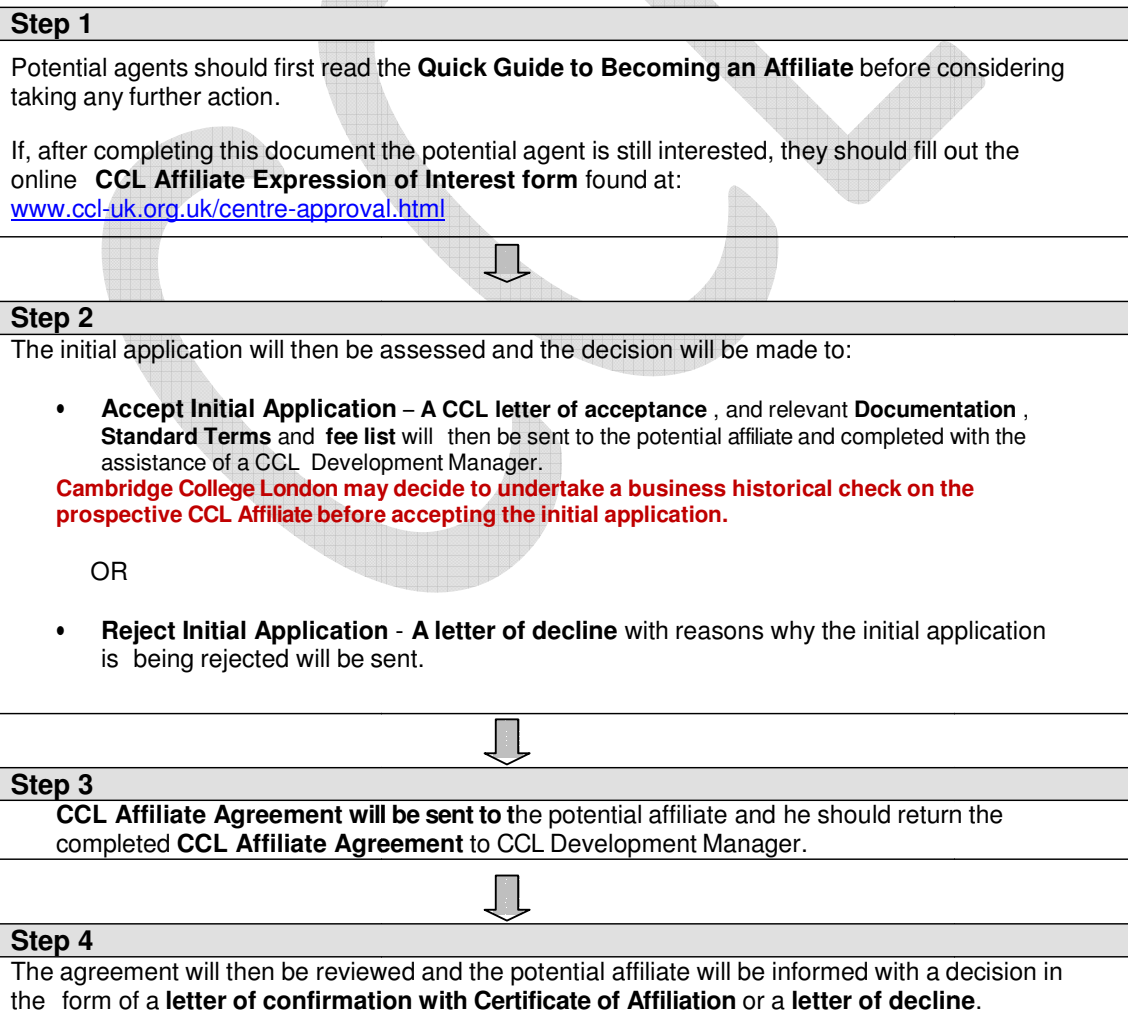 Step 1
Potential agents should first read the Quick Guide to Becoming an Affiliate before considering
taking any further action.
If, after completing this document the potential agent is still interested, they should fill out the
online CCL Affiliate Expression of Interest form found at:
www.ccl-uk.org.uk/centre-approval.html
Step 2
The initial application will then be assessed and the decision will be made to:
• Accept Initial Application – A CCL letter of acceptance , and relevant Documentation ,
Standard Terms and fee list will then be sent to the potential affiliate and completed with the
assistance of a CCL Development Manager.
Cambridge College London may decide to undertake a business historical check on the
prospective CCL Affiliate before accepting the initial application.
OR
• Reject Initial Application - A letter of decline with reasons why the initial application
is being rejected will be sent.
Step 3
CCL Affiliate Agreement will be sent to the potential affiliate and he should return the
completed CCL Affiliate Agreement to CCL Development Manager.
Step 4
The agreement will then be reviewed and the potential affiliate will be informed with a decision in
the form of a letter of confirmation with Certificate of Affiliation or a letter of decline.